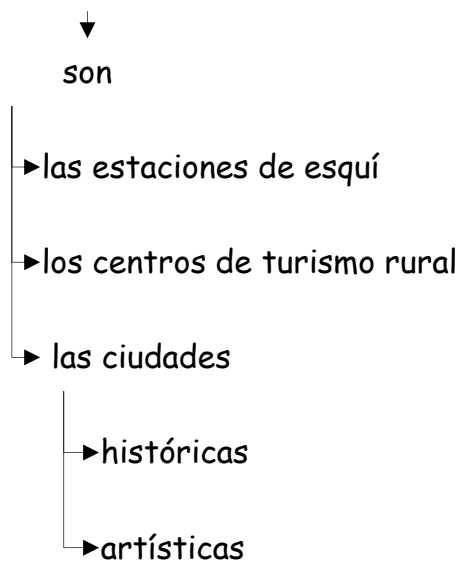 son
las estaciones de esquí
los centros de turismo rural
las ciudades
históricas
artísticas